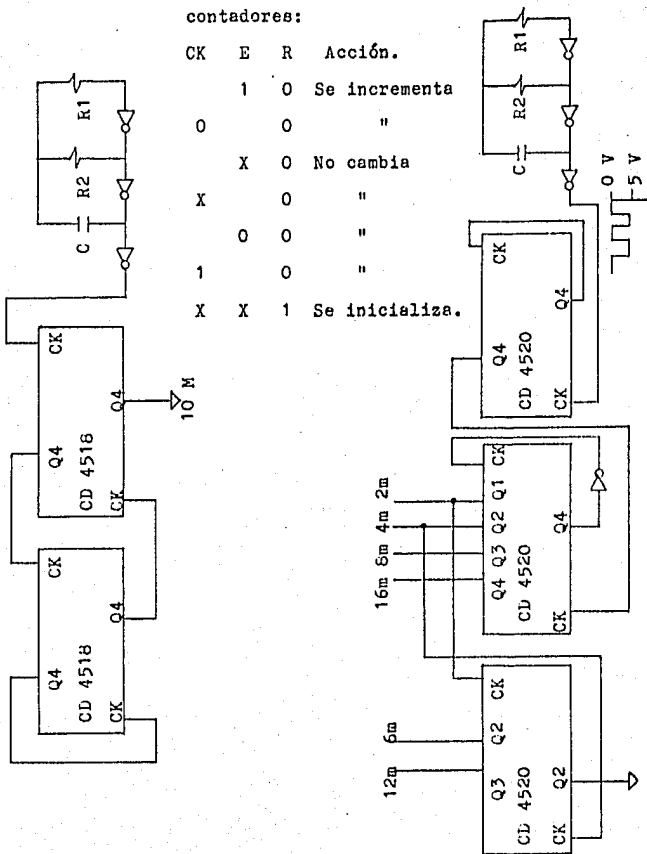 contadores:
CK E R Acción.
1 0 Se incrementa
0 0 "
X 0 No cambia
X 0 "
0 0 "
1 0 "
X X 1 Se inicializa.
R1
R2
C
CK
Q4
CD 4518
Q4
CK
10 M
CK
Q4
CD 4518
Q4
CK
R1
R2
C
0 V
5 V
CK
Q4
CD 4520
Q4
CK
2m
4m
8m
16m
CK
Q1
Q2
Q3
Q4
CD 4520
Q4
CK
6m
12m
CK
Q2
Q3
CD 4520
Q2
CK